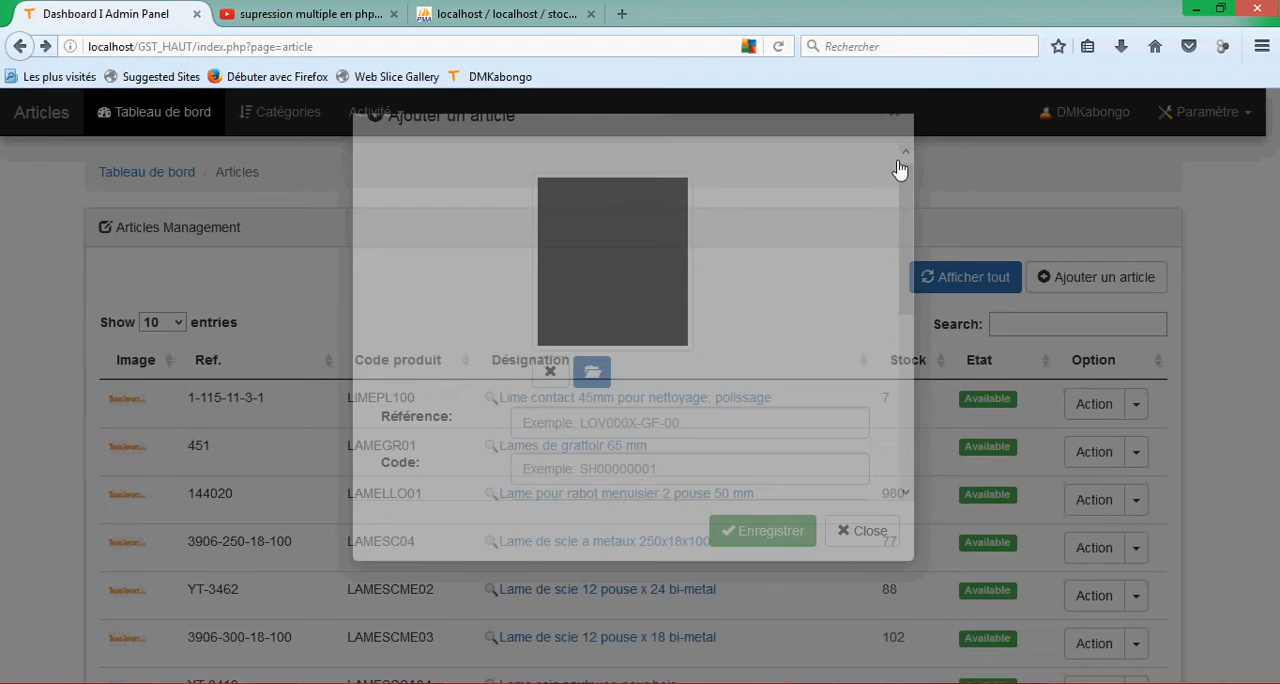 Dashboard I Admin Panel
supression multiple en php...
localhost / localhost / stoc...
localhost/GST_HAUT/index.php?page=article
Rechercher
Les plus visités
Suggested Sites
Débuter avec Firefox
Web Slice Gallery
DMKabongo
Articles
Tableau de bord
Catégories
Activité
DMKabongo
Paramètre
Ajouter un article
Tableau de bord
Articles
Articles Management
Afficher tout
Ajouter un article
Show 10 entries
Search:
Image Ref. Code produit Désignation Stock Etat Option
1-115-11-3-1 LIMEPL100 Lime contact 45mm pour nettoyage; polissage 7 Available Action
Référence: Exemple: LOV000X-GF-00
451 LAMEGR01 Lames de grattoir 65 mm Available Action
Code: Exemple: SH00000001
144020 LAMELLO01 Lame pour rabot menuisier 2 pouse 50 mm 980 Available Action
Enregistrer Close
3906-250-18-100 LAMESC04 Lame de scie a metaux 250x18x100 77 Available Action
YT-3462 LAMESCME02 Lame de scie 12 pouse x 24 bi-metal 88 Available Action
3906-300-18-100 LAMESCME03 Lame de scie 12 pouse x 18 bi-metal 102 Available Action